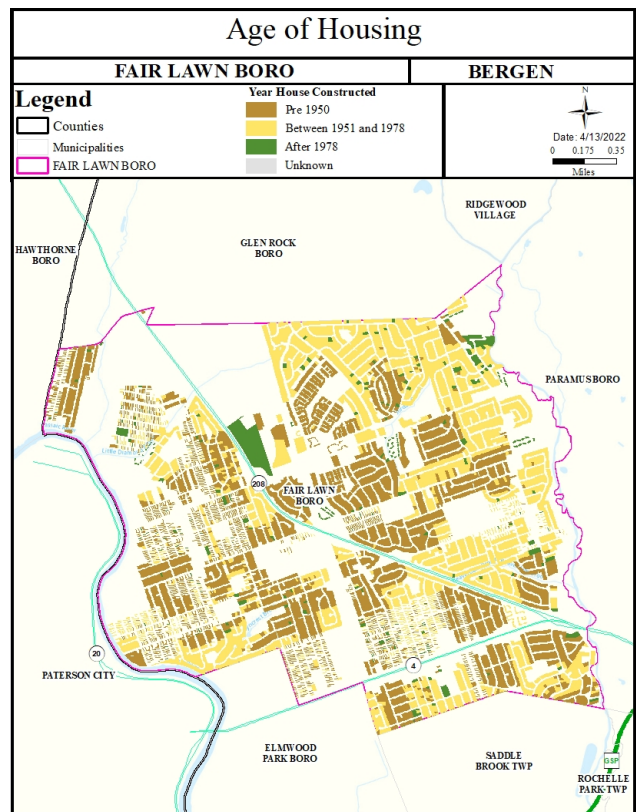 Age of Housing
FAIR LAWN BORO
BERGEN
Legend
Counties
Municipalities
FAIR LAWN BORO
Year House Constructed
Pre 1950
Between 1951 and 1978
After 1978
Unknown
N
Date: 4/13/2022
0 0.175 0.35
Miles
RIDGEWOOD
VILLAGE
HAWTHORNE
BORO
GLEN ROCK
BORO
PARAMUS BORO
208
FAIR LAWN
BORO
20
PATERSON CITY
4
ELMWOOD
PARK BORO
SADDLE
BROOK TWP
GSP
ROCHELLE
PARK TWP